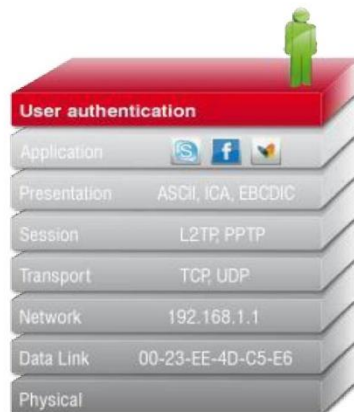 User authentication
Application
Presentation ASCII, ICA, EBCDIC
Session L2TP, PPTP
Transport TCP, UDP
Network 192.168.1.1
Data Link 00-23-EE-4D-C5-E6
Physical